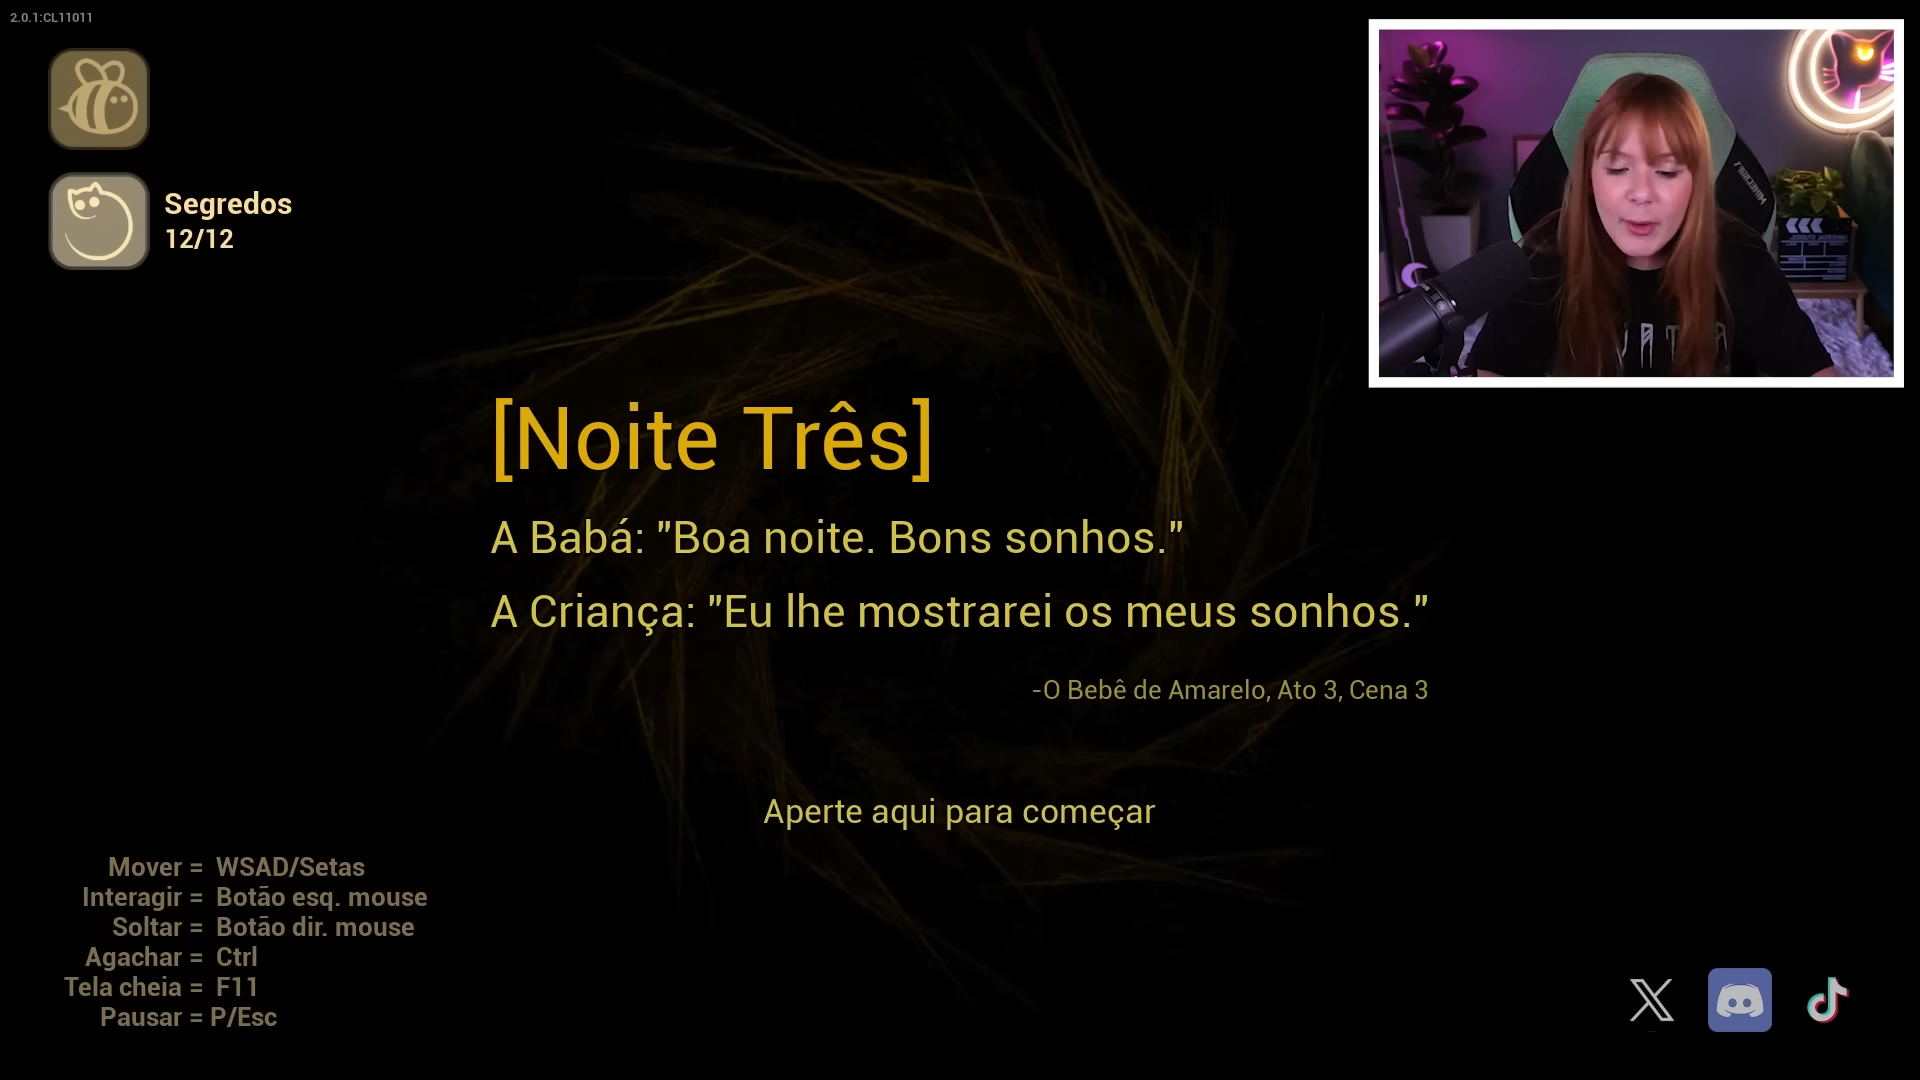 2.0.1:CL11011
Segredos
12/12
[Noite Três]
A Babá: "Boa noite. Bons sonhos."
A Criança: "Eu lhe mostrarei os meus sonhos."
-O Bebê de Amarelo, Ato 3, Cena 3
Aperte aqui para começar
Mover = WSAD/Setas
Interagir = Botão esq. mouse
Soltar = Botão dir. mouse
Agachar = Ctrl
Tela cheia = F11
Pausar = P/Esc